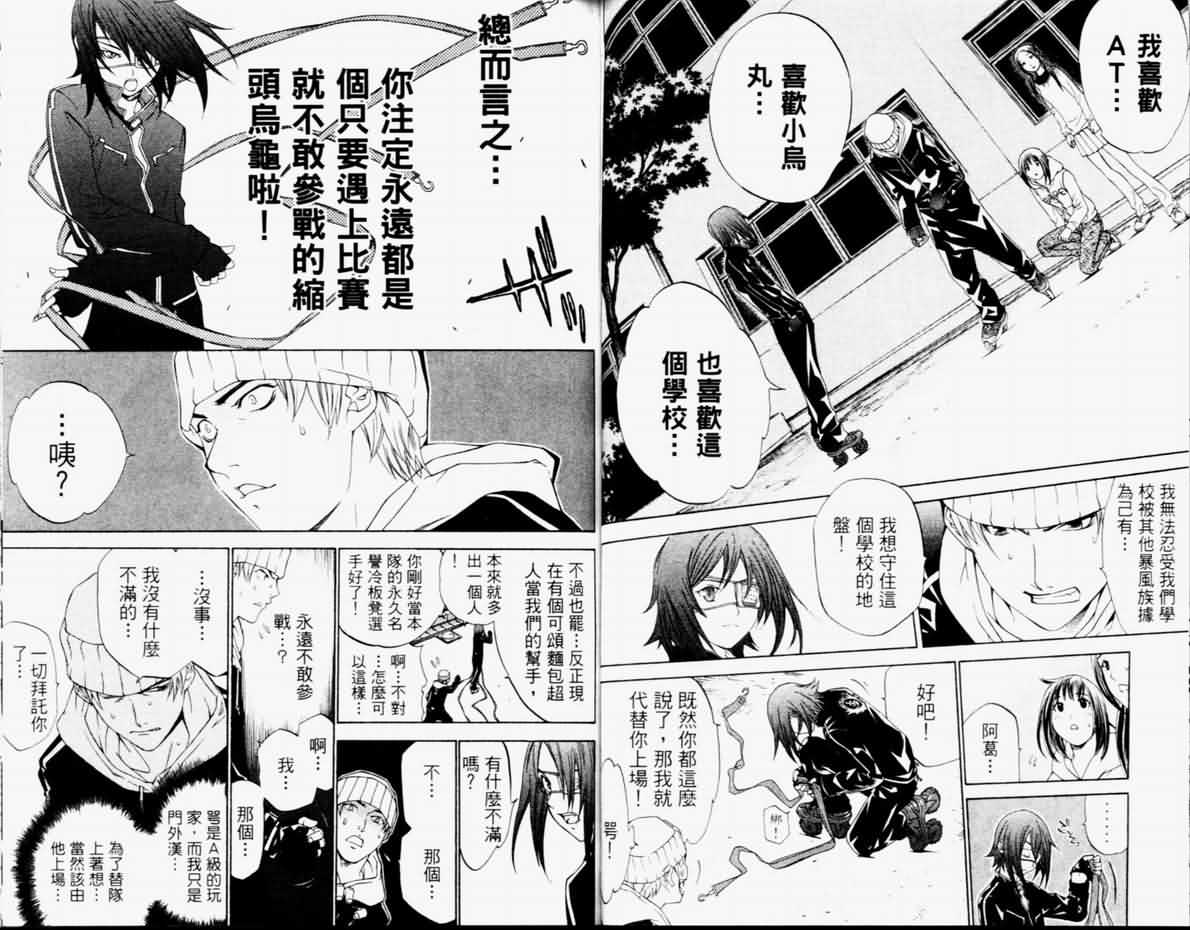 我喜歡
AT…
喜歡小烏
丸…
也喜歡這
個學校…
我無法忍受我們學
校被其他暴風族據
為己有…
我想守住這
個學校的地
盤！
阿葛…
……
好吧！
既然你都這麼
說了，那我就
代替你上場！
綁！
咢！
總而言之…
你注定永遠都是
個只要遇上比賽
就不敢參戰的縮
頭烏龜啦！
…咦？
不過也罷…反正現
在有個可頌麵包超
人當我們的幫手，
本來就多
出一個人
！
你剛好當本
隊的永久名
譽冷板凳選
手好了！
啊…不對
…怎麼可
以這樣…
有什麼不滿
嗎？
不…
那個…
永遠不敢參
戰…？
啊…
我…
那個…
…沒事…
我沒有什麼
不滿的…
一切拜託你
了…
咢是A級的玩
家，而我只是
門外漢…
為了替隊
上著想…
當然該由
他上場…